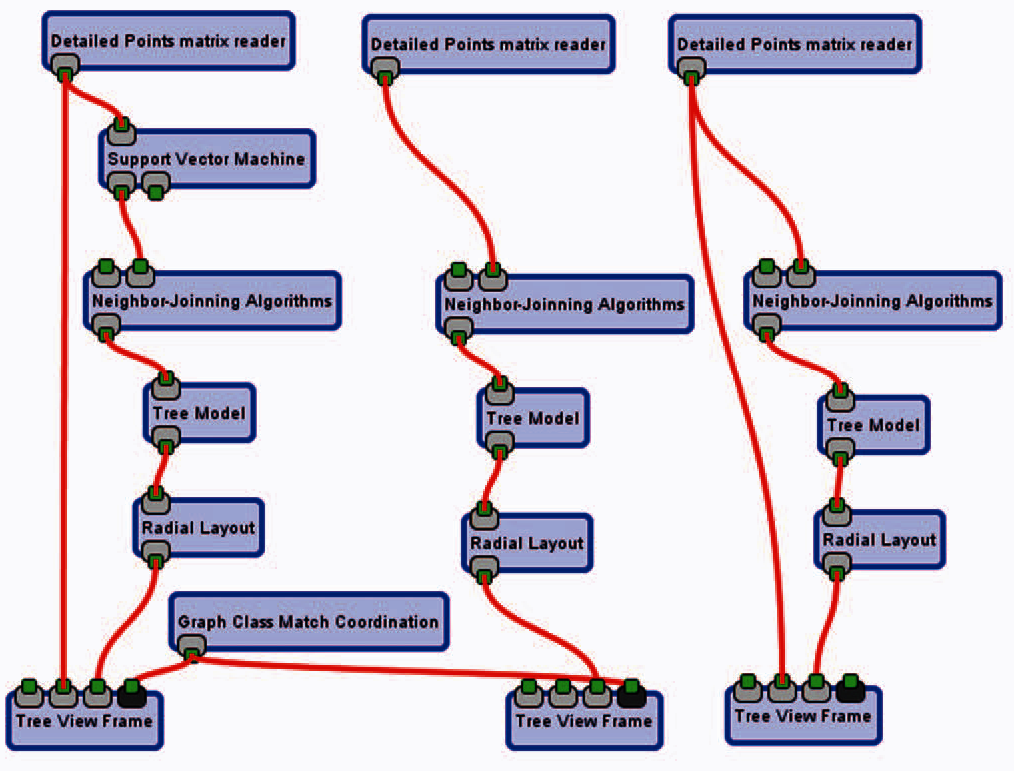 Detailed Points matrix reader
Detailed Points matrix reader
Detailed Points matrix reader
Support Vector Machine
Neighbor-Joinning Algorithms
Neighbor-Joinning Algorithms
Neighbor-Joinning Algorithms
Tree Model
Tree Model
Tree Model
Radial Layout
Radial Layout
Radial Layout
Graph Class Match Coordination
Tree View Frame
Tree View Frame
Tree View Frame